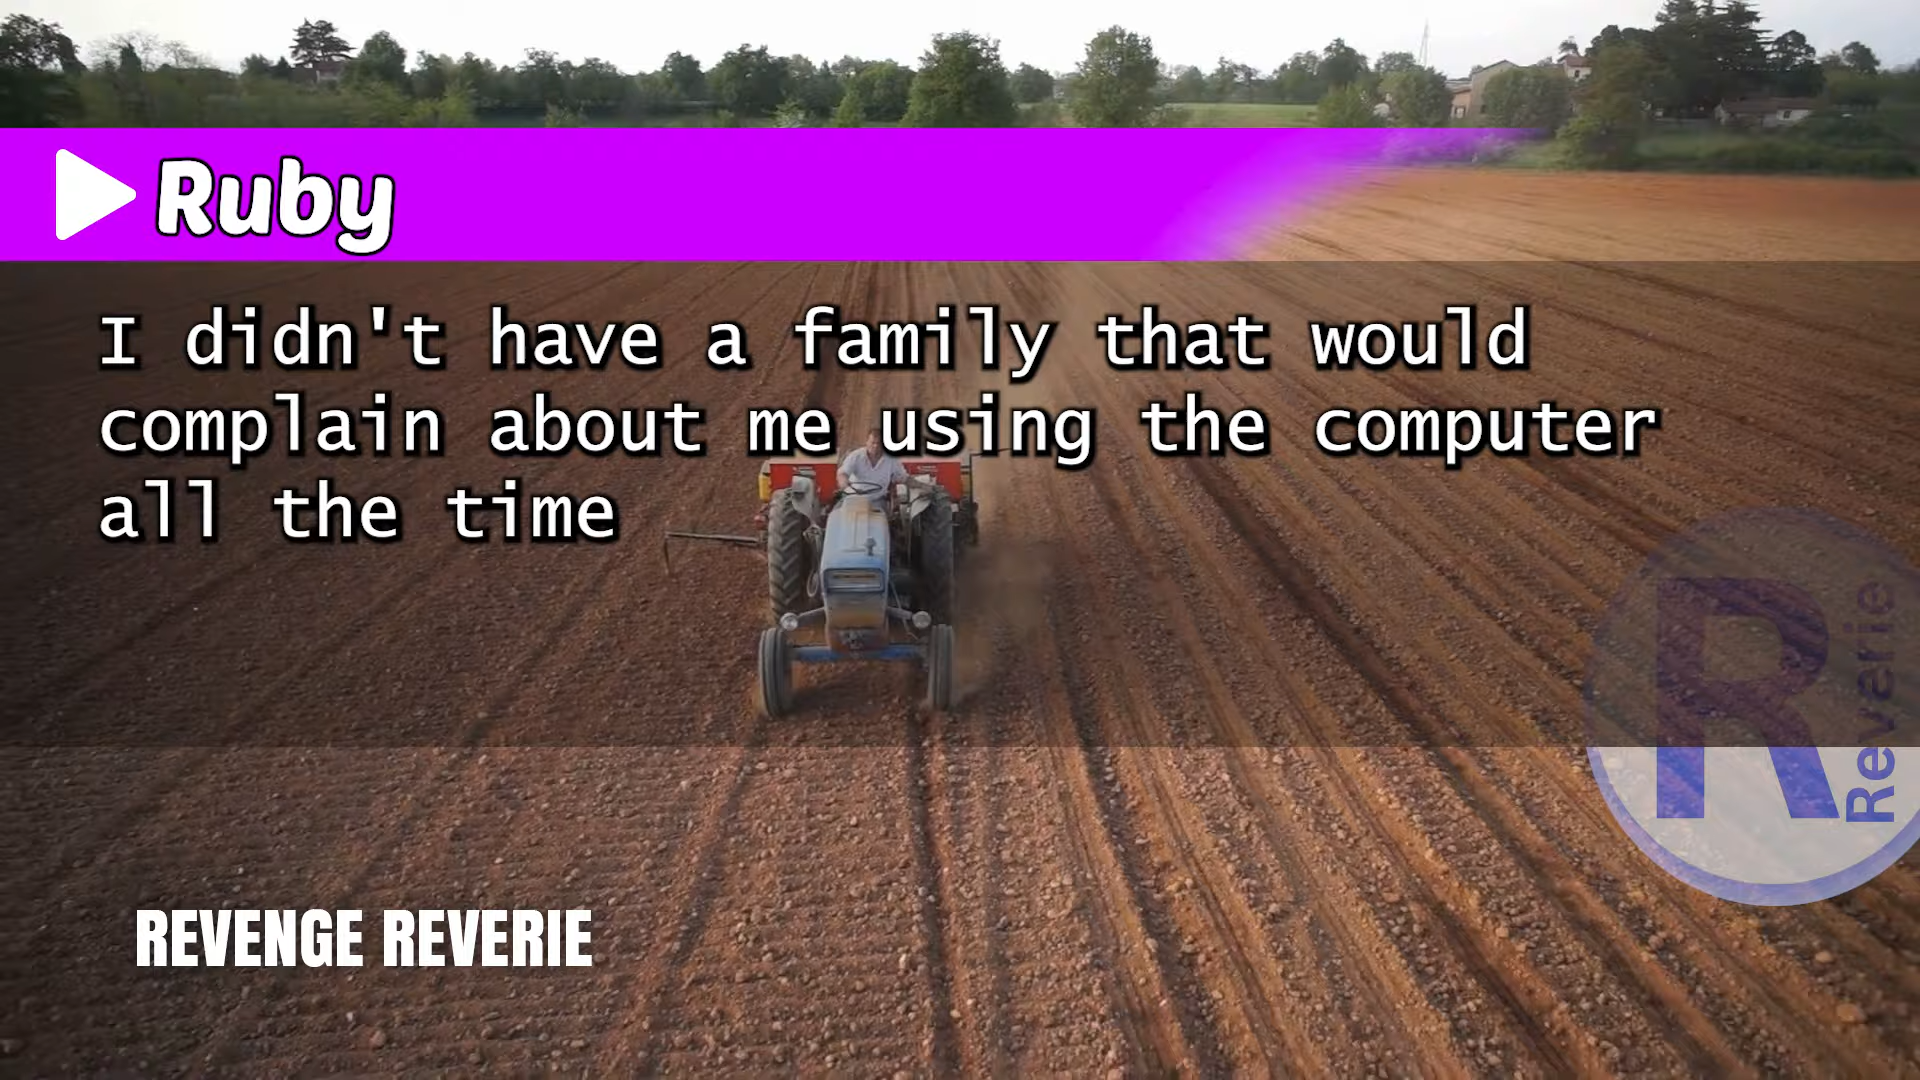 Ruby
I didn't have a family that would
complain about me using the computer
all the time
R
Reverie
REVENGE REVERIE